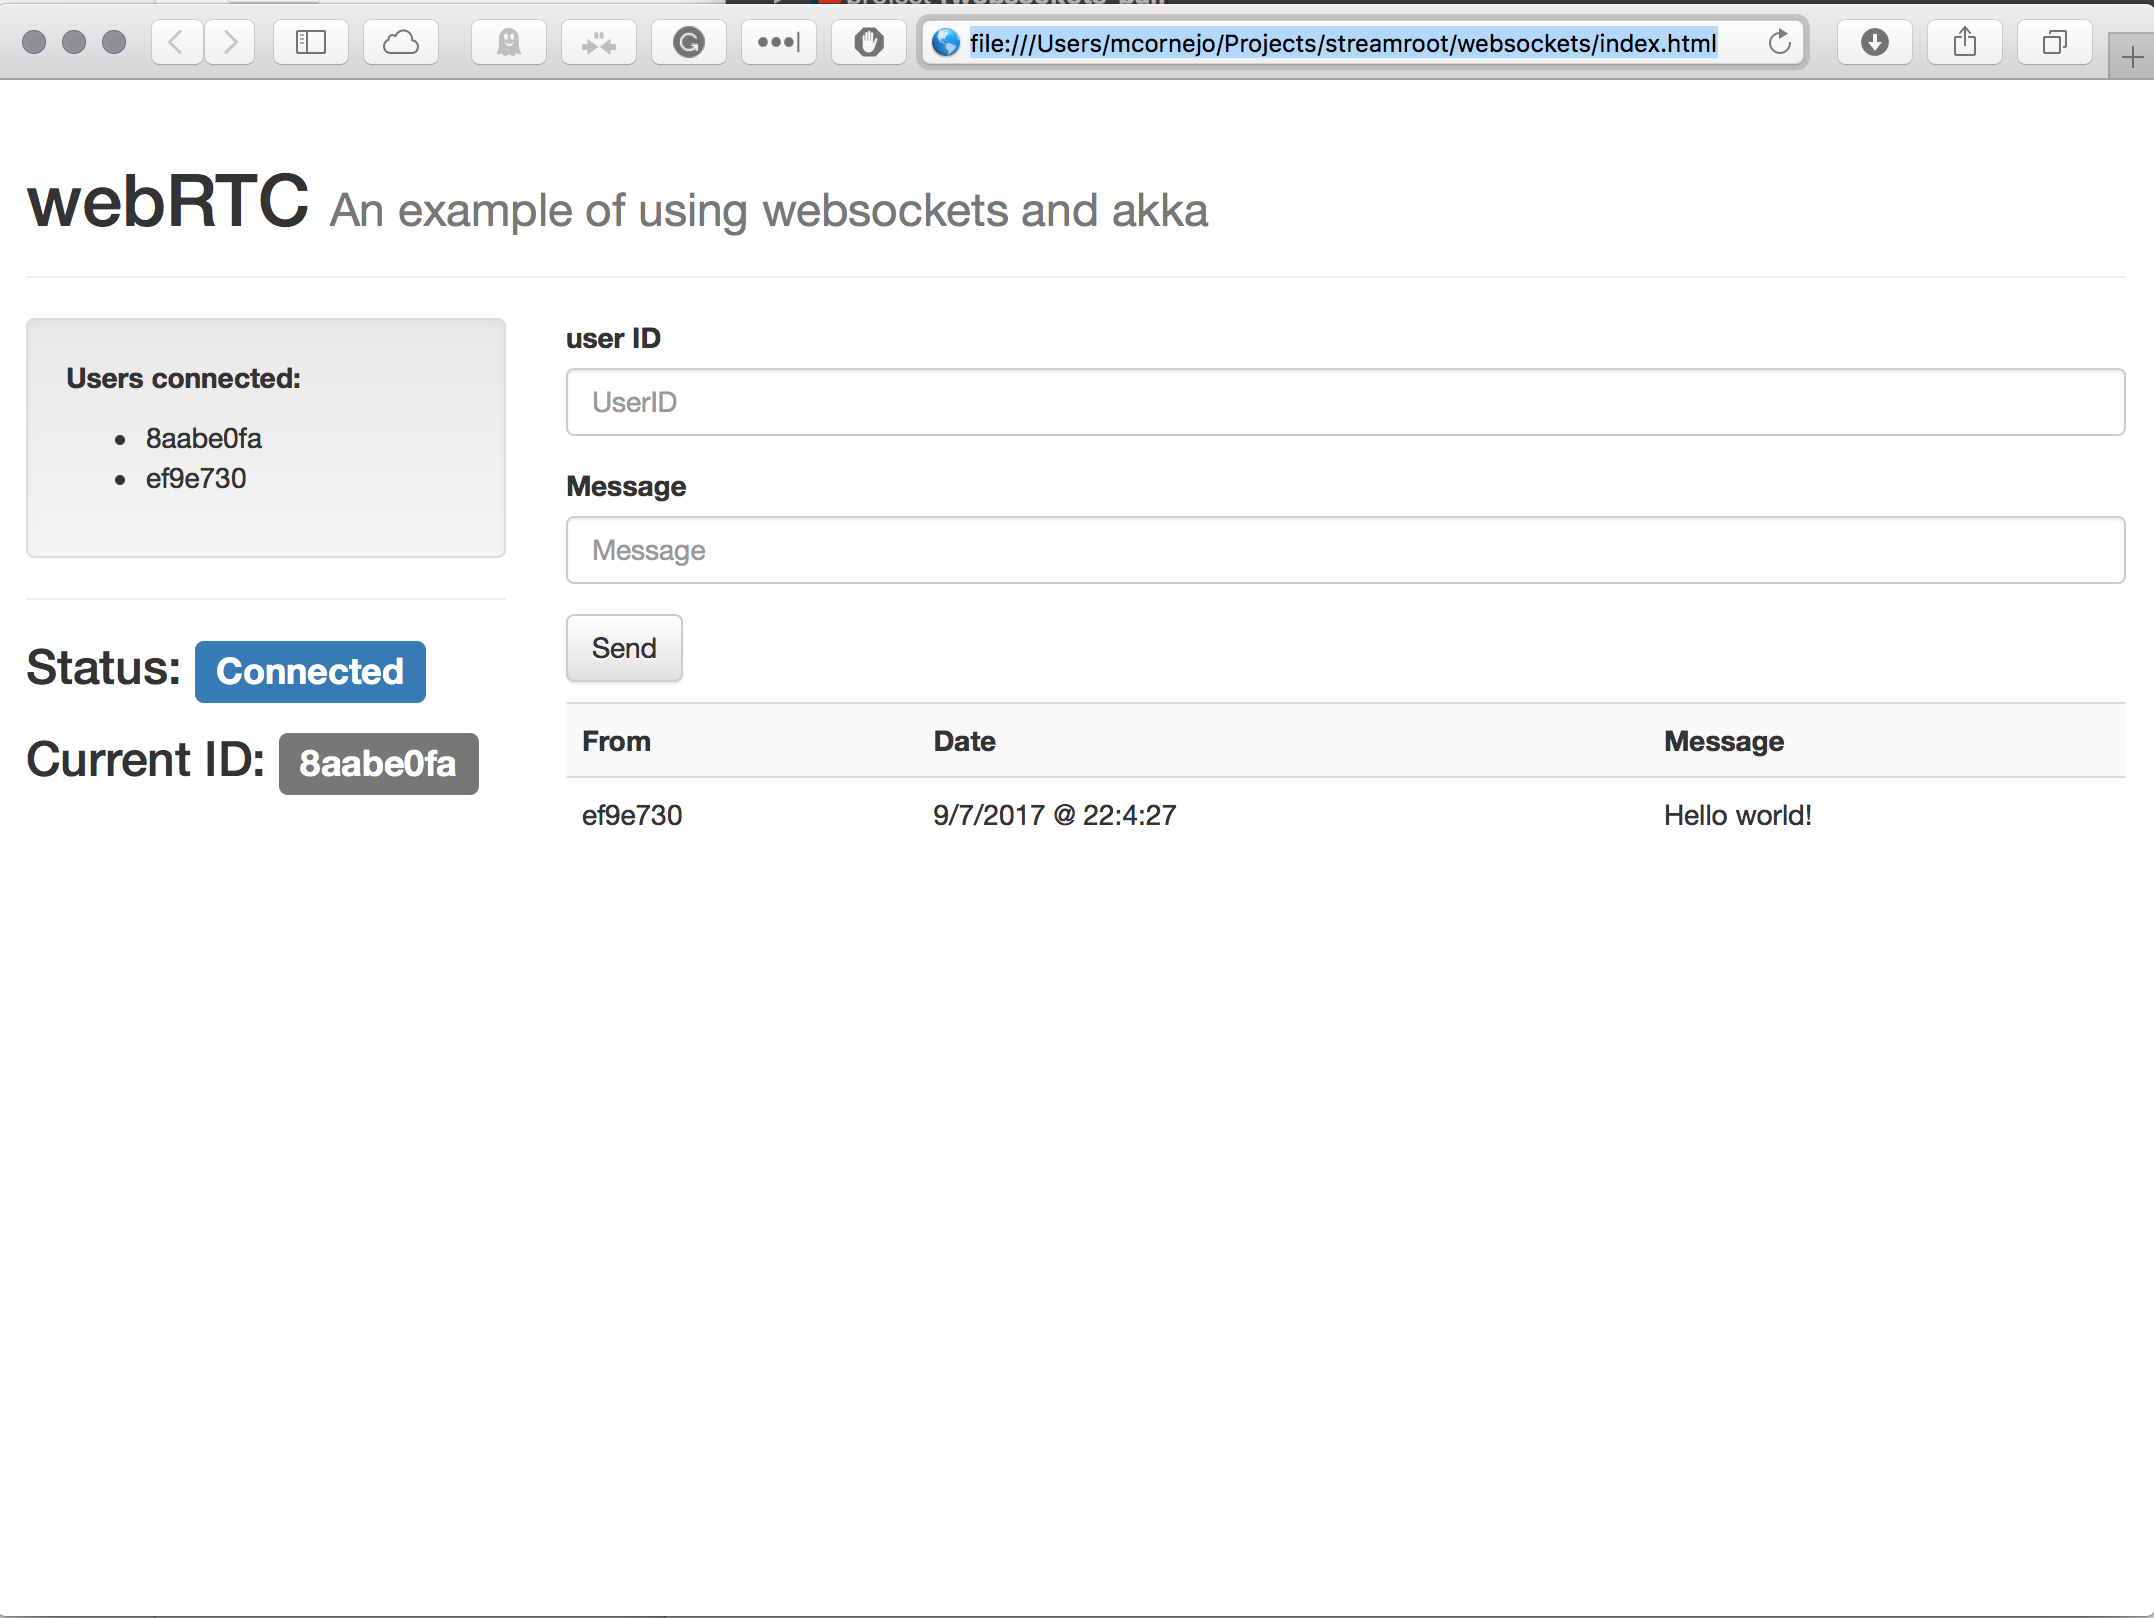 file:///Users/mcornejo/Projects/streamroot/websockets/index.html
webRTC An example of using websockets and akka
Users connected:
8aabe0fa
ef9e730
Status: Connected
Current ID: 8aabe0fa
user ID
UserID
Message
Message
Send
From Date Message
ef9e730 9/7/2017 @ 22:4:27 Hello world!